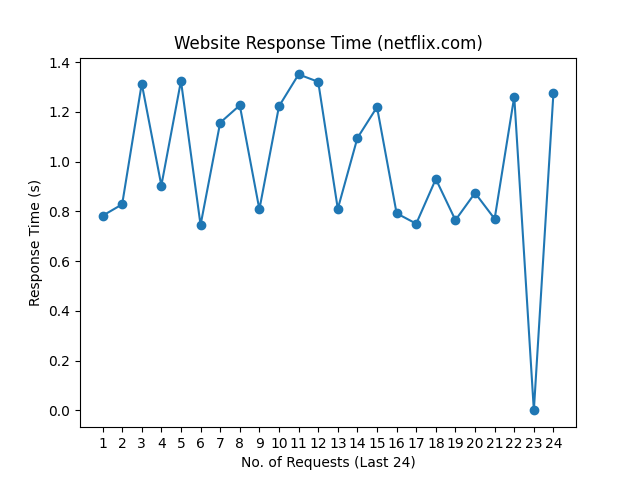 Website Response Time (netflix.com)
Response Time (s)
1.4
1.2
1.0
0.8
0.6
0.4
0.2
0.0
1 2 3 4 5 6 7 8 9 10 11 12 13 14 15 16 17 18 19 20 21 22 23 24
No. of Requests (Last 24)